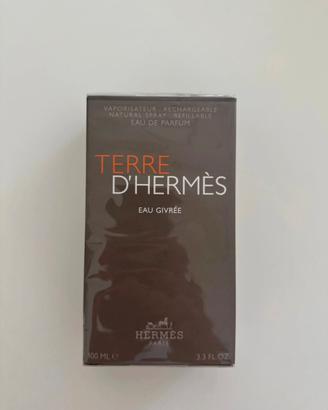 VAPORISATEUR . RECHARGEABLE
NATURAL SPRAY . REFILLABLE
EAU DE PARFUM
TERRE
D'HERMÈS
EAU GIVRÉE
HERMÈS
PARIS
100 ML ℮ 3.3 FL.OZ.